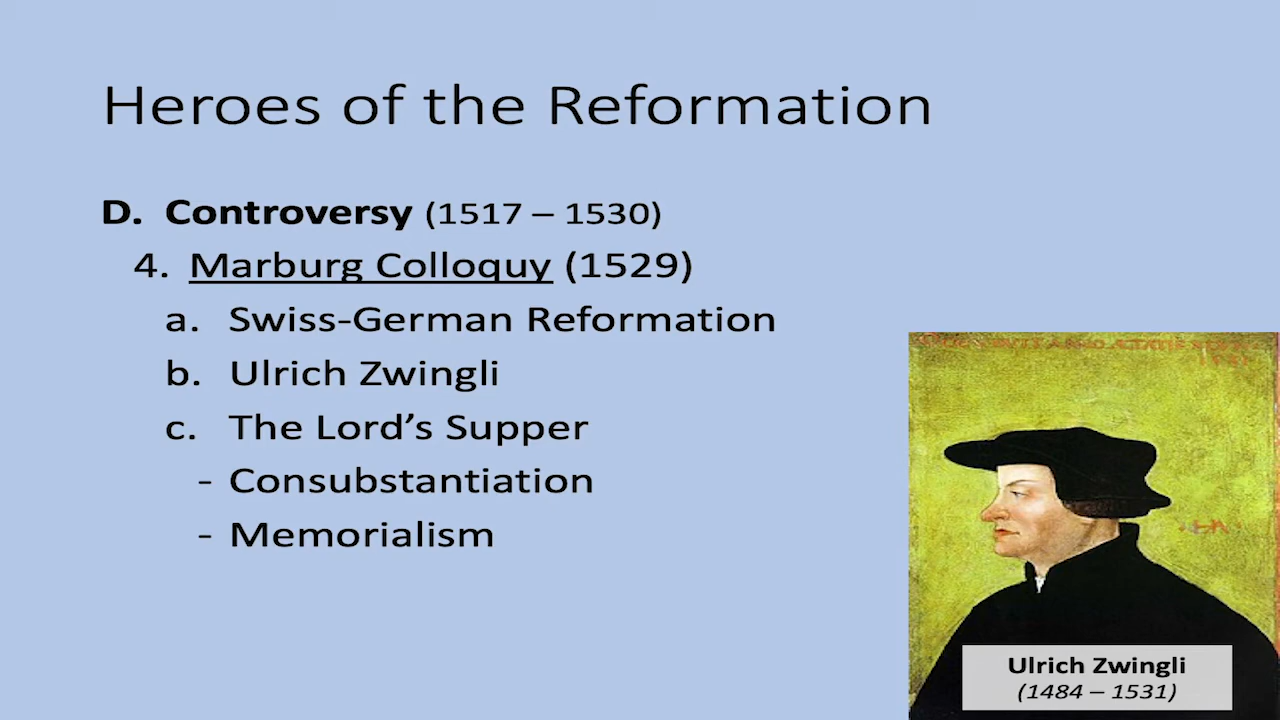 Heroes of the Reformation
D. Controversy (1517 – 1530)
4. Marburg Colloquy (1529)
a. Swiss-German Reformation
b. Ulrich Zwingli
c. The Lord’s Supper
- Consubstantiation
- Memorialism
Ulrich Zwingli
(1484 – 1531)